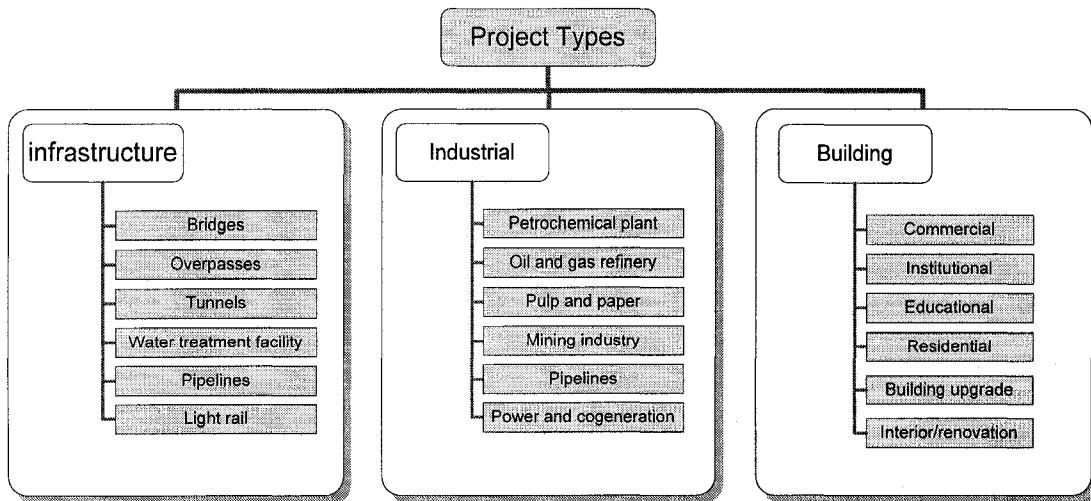 Project Types
infrastructure
Bridges
Overpasses
Tunnels
Water treatment facility
Pipelines
Light rail
Industrial
Petrochemical plant
Oil and gas refinery
Pulp and paper
Mining industry
Pipelines
Power and cogeneration
Building
Commercial
Institutional
Educational
Residential
Building upgrade
Interior/renovation